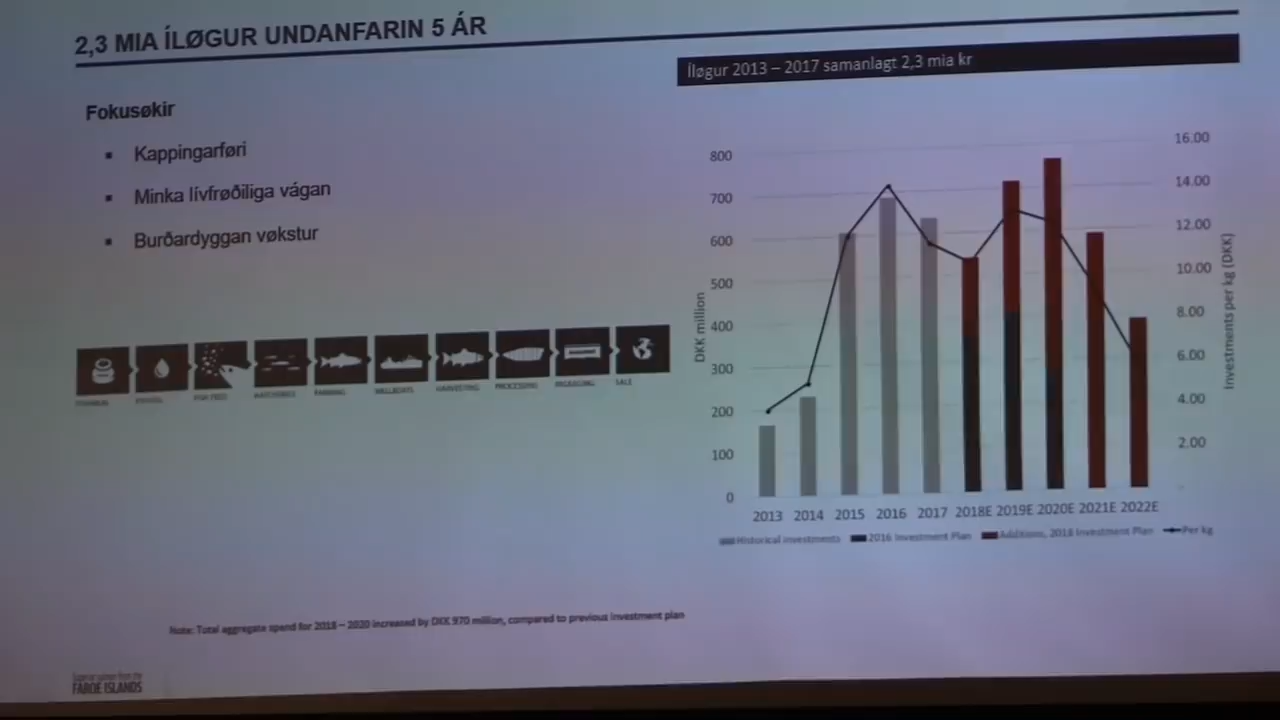 2,3 MIA ÍLØGUR UNDANFARIN 5 ÁR
Íløgur 2013 – 2017 samanlagt 2,3 mia kr
Fokusøkir
▪ Kappingarføri
▪ Minka lívfrøðiliga vágan
▪ Burðardyggan vøkstur
FISH FEED
HATCHERIES
FARMING
WELLBOATS
HARVESTING
PROCESSING
PACKAGING
SALE
DKK million
800
700
600
500
400
300
200
100
0
16.00
14.00
12.00
10.00
8.00
6.00
4.00
2.00
-
Investments per kg (DKK)
2013 2014 2015 2016 2017 2018E 2019E 2020E 2021E 2022E
Historical investments 2016 Investment Plan Additions, 2018 Investment Plan Per kg
Note: Total aggregate spend for 2018 – 2020 increased by DKK 970 million, compared to previous investment plan
FAROE ISLANDS